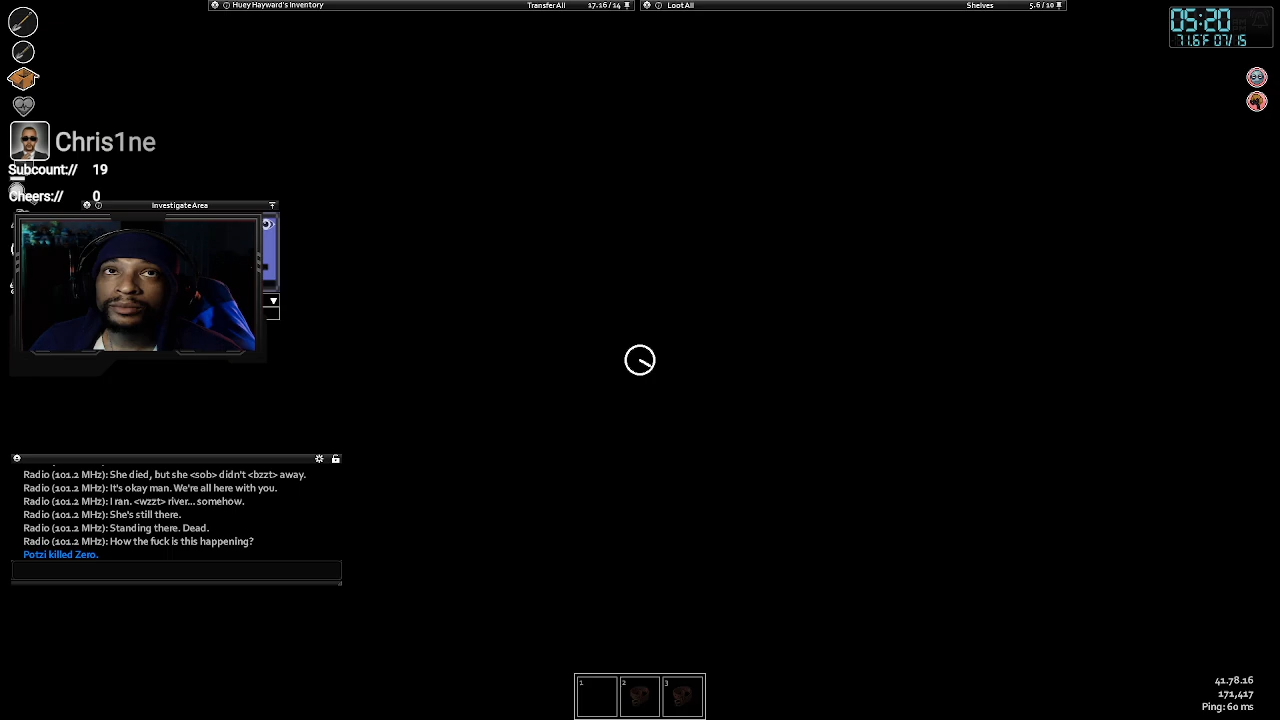 Huey Hayward's Inventory Transfer All 17.16 / 14 Loot All Shelves 5.6 / 10
05:20
71.6°F 07/15
Chris1ne
Subcount:// 19
Cheers:// 0
Investigate Area
Radio (101.2 MHz): She died, but she <sob> didn't <bzzt> away.
Radio (101.2 MHz): It's okay man. We're all here with you.
Radio (101.2 MHz): I ran. <wzzt> river... somehow.
Radio (101.2 MHz): She's still there.
Radio (101.2 MHz): Standing there. Dead.
Radio (101.2 MHz): How the fuck is this happening?
Potzi killed Zero.
1 2 3
41.78.16
171,417
Ping: 60 ms